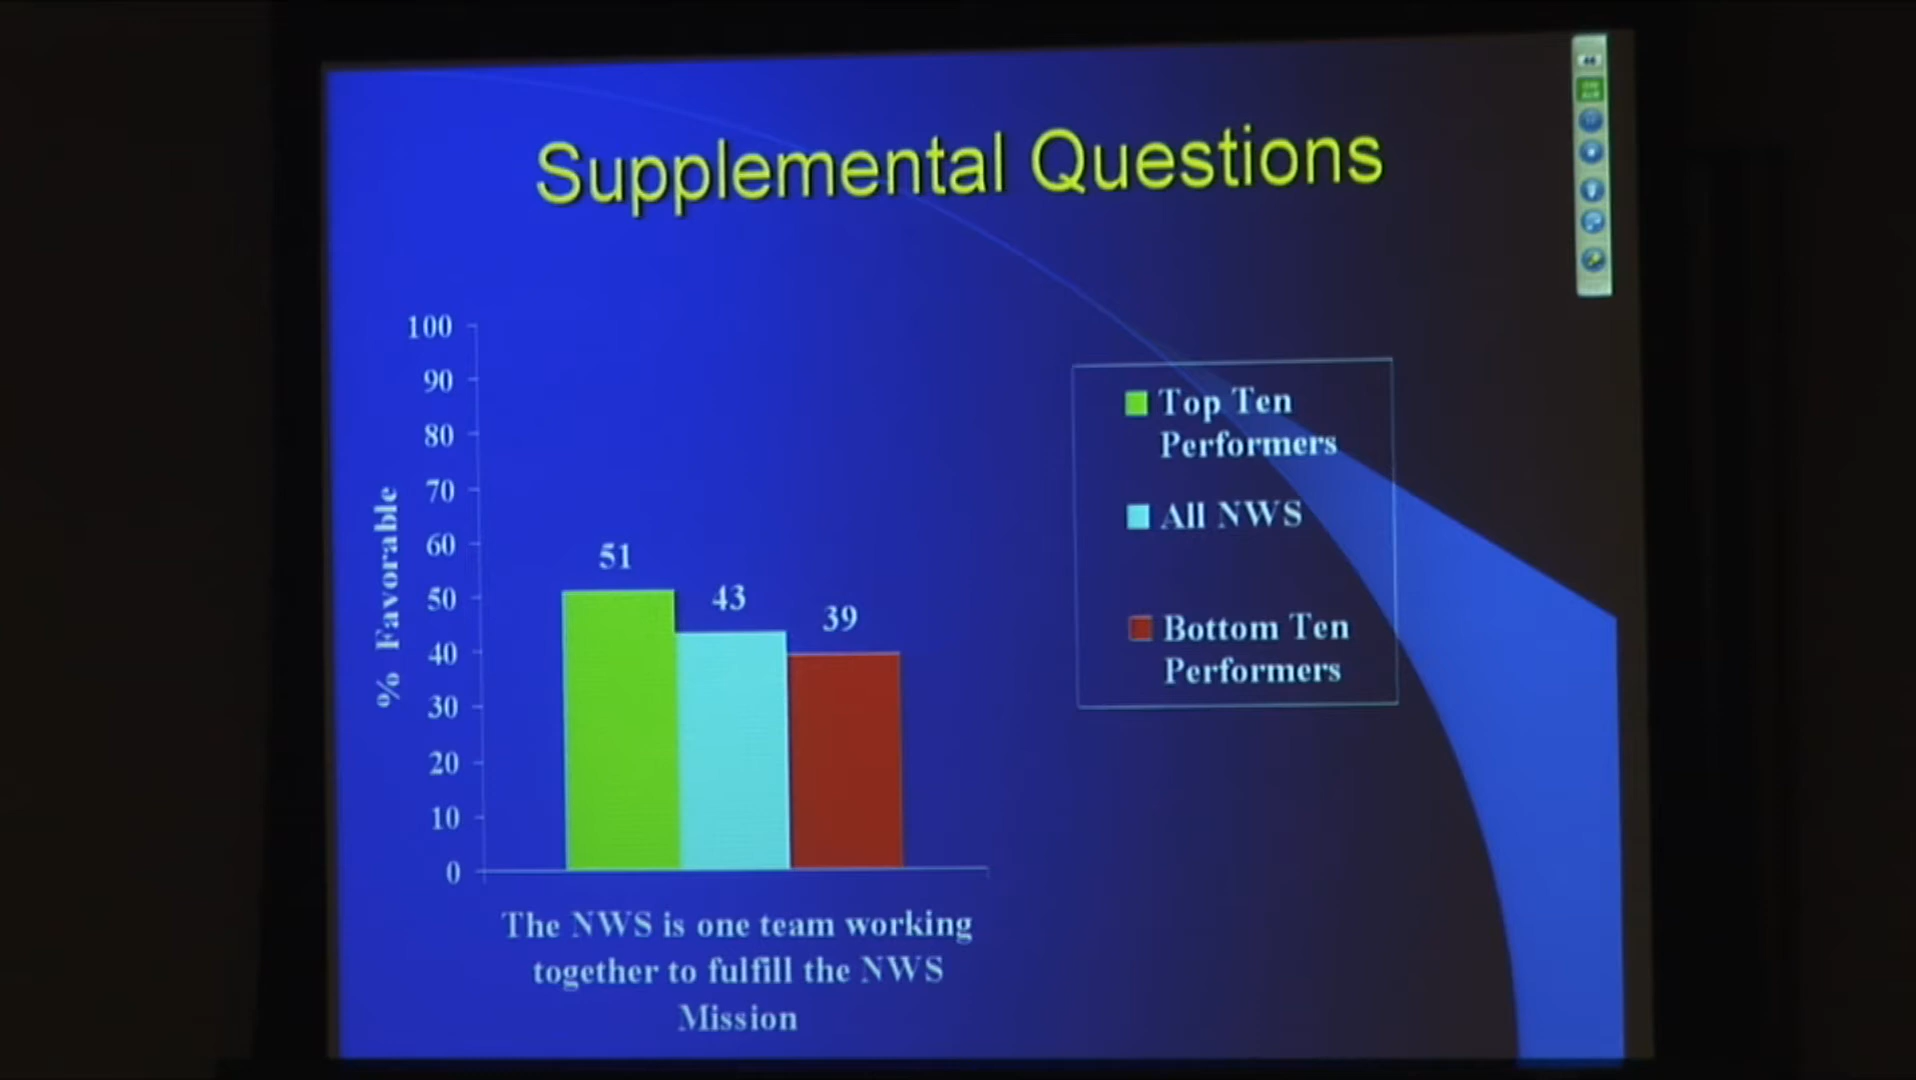 Supplemental Questions
100
90
80
70
60
50
40
30
20
10
0
% Favorable
51
43
39
The NWS is one team working
together to fulfill the NWS
Mission
Top Ten
Performers
All NWS
Bottom Ten
Performers